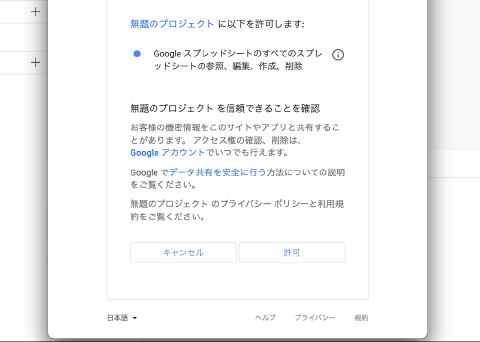 無題のプロジェクト に以下を許可します:
Google スプレッドシートのすべてのスプレ
ッドシートの参照、編集、作成、削除
無題のプロジェクト を信頼できることを確認
お客様の機密情報をこのサイトやアプリと共有するこ
とがあります。 アクセス権の確認、削除は、
Google アカウントでいつでも行えます。
Google でデータ共有を安全に行う方法についての説明
をご覧ください。
無題のプロジェクト のプライバシー ポリシーと利用規
約をご覧ください。
キャンセル 許可
日本語 ヘルプ プライバシー 規約